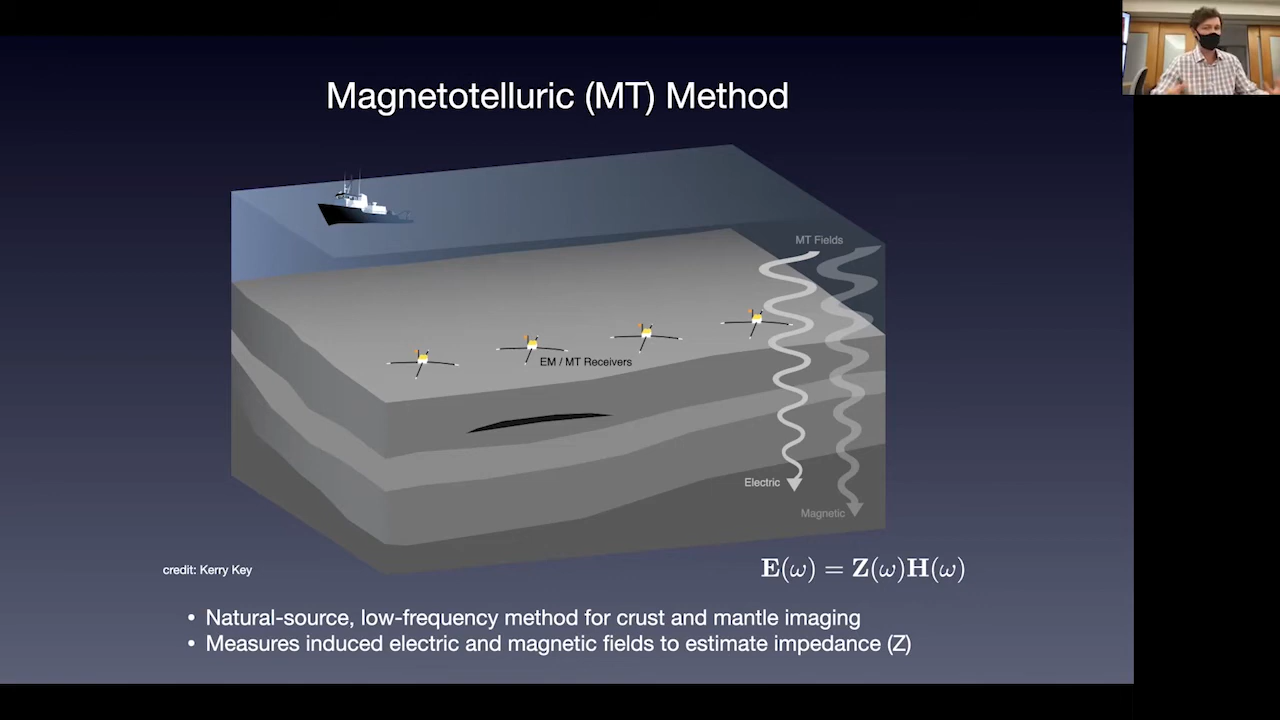 Magnetotelluric (MT) Method
MT Fields
EM / MT Receivers
Electric
Magnetic
credit: Kerry Key
E(ω) = Z(ω)H(ω)
• Natural-source, low-frequency method for crust and mantle imaging
• Measures induced electric and magnetic fields to estimate impedance (Z)